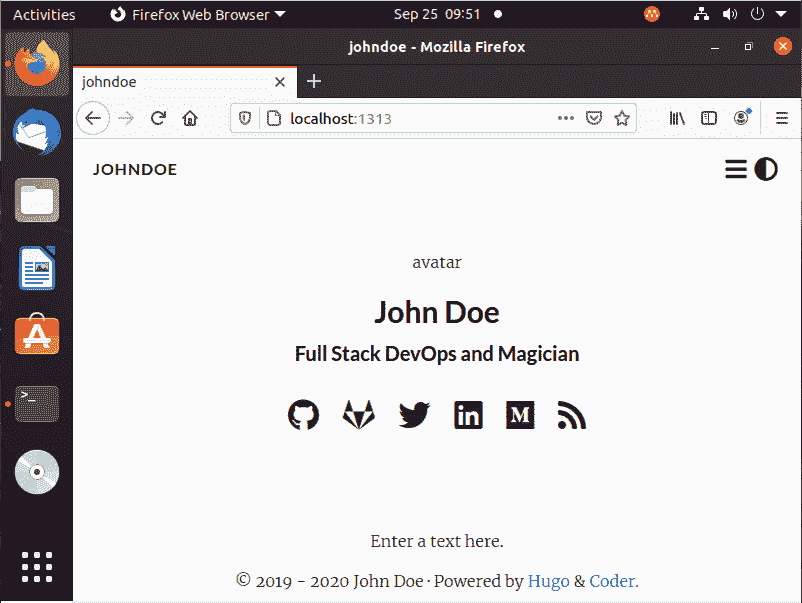 Activities Firefox Web Browser Sep 25 09:51
johndoe - Mozilla Firefox
johndoe
localhost:1313
JOHNDOE
avatar
John Doe
Full Stack DevOps and Magician
in M
Enter a text here.
© 2019 - 2020 John Doe · Powered by Hugo & Coder.